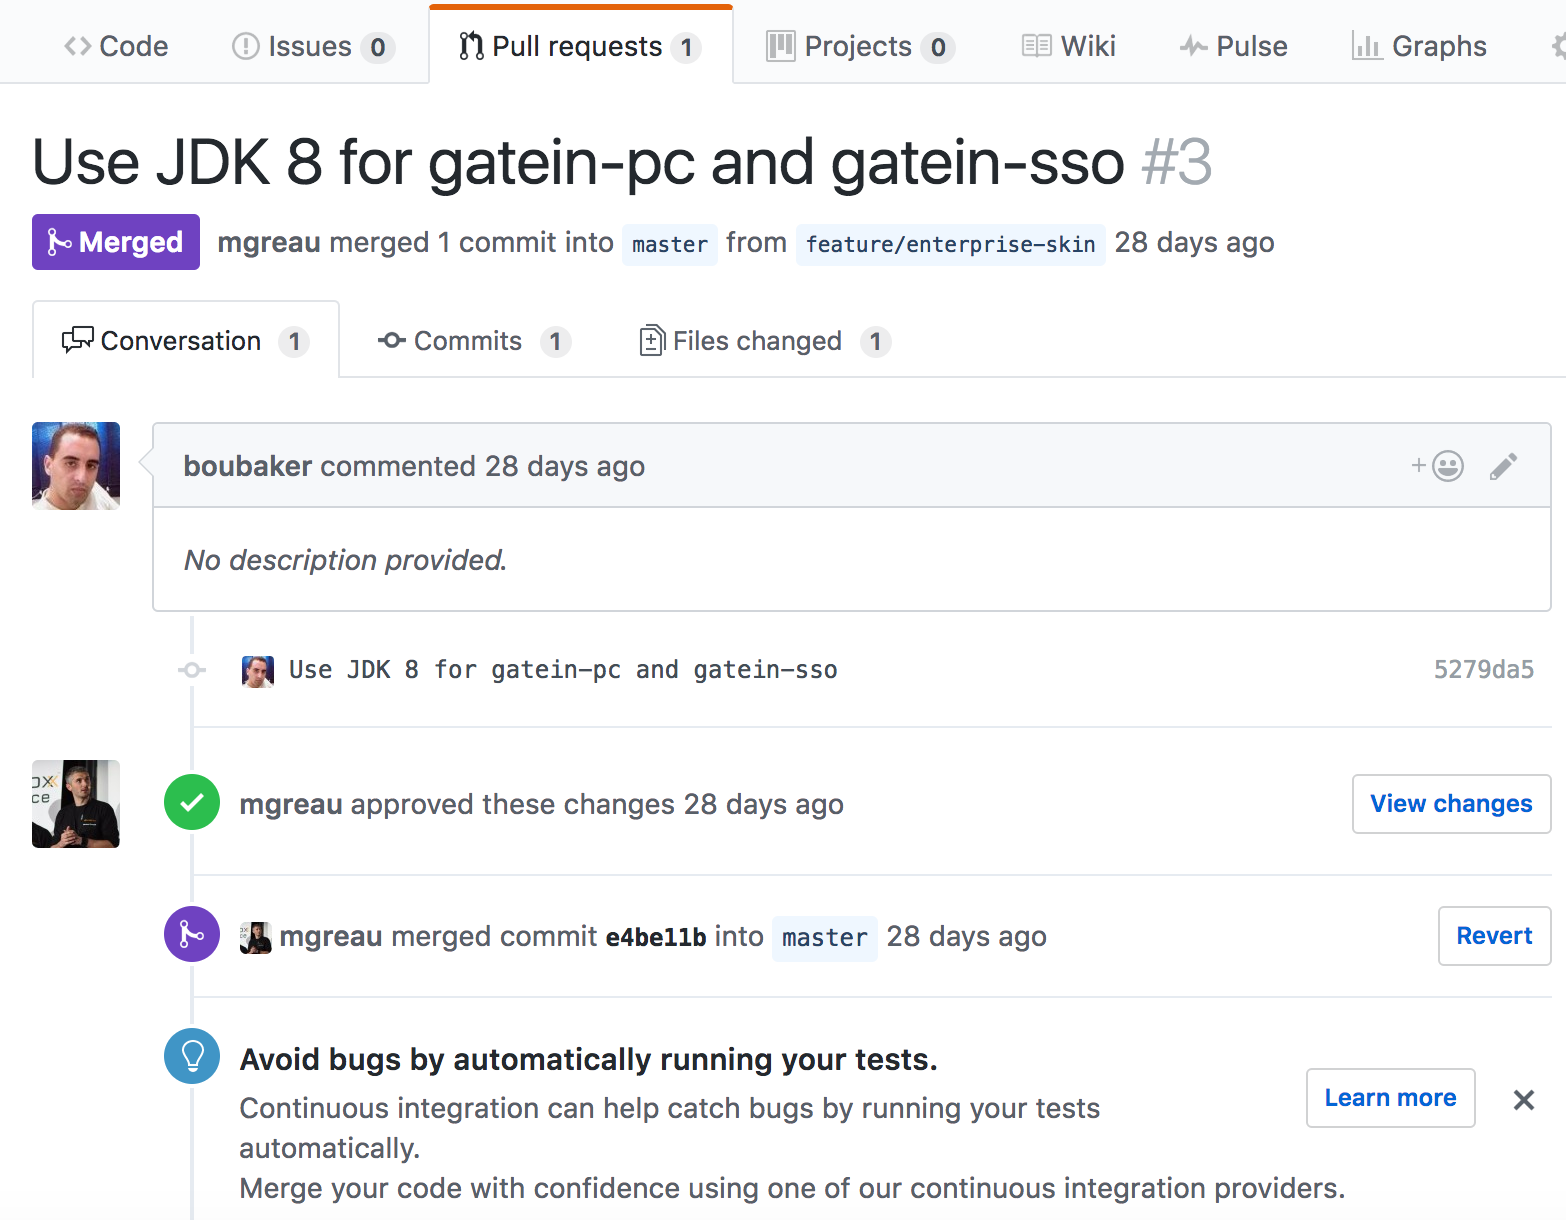 Code Issues 0 Pull requests 1 Projects 0 Wiki Pulse Graphs
Use JDK 8 for gatein-pc and gatein-sso #3
Merged mgreau merged 1 commit into master from feature/enterprise-skin 28 days ago
Conversation 1 Commits 1 Files changed 1
boubaker commented 28 days ago
No description provided.
Use JDK 8 for gatein-pc and gatein-sso 5279da5
mgreau approved these changes 28 days ago View changes
mgreau merged commit e4be11b into master 28 days ago Revert
Avoid bugs by automatically running your tests.
Continuous integration can help catch bugs by running your tests
automatically.
Learn more
Merge your code with confidence using one of our continuous integration providers.